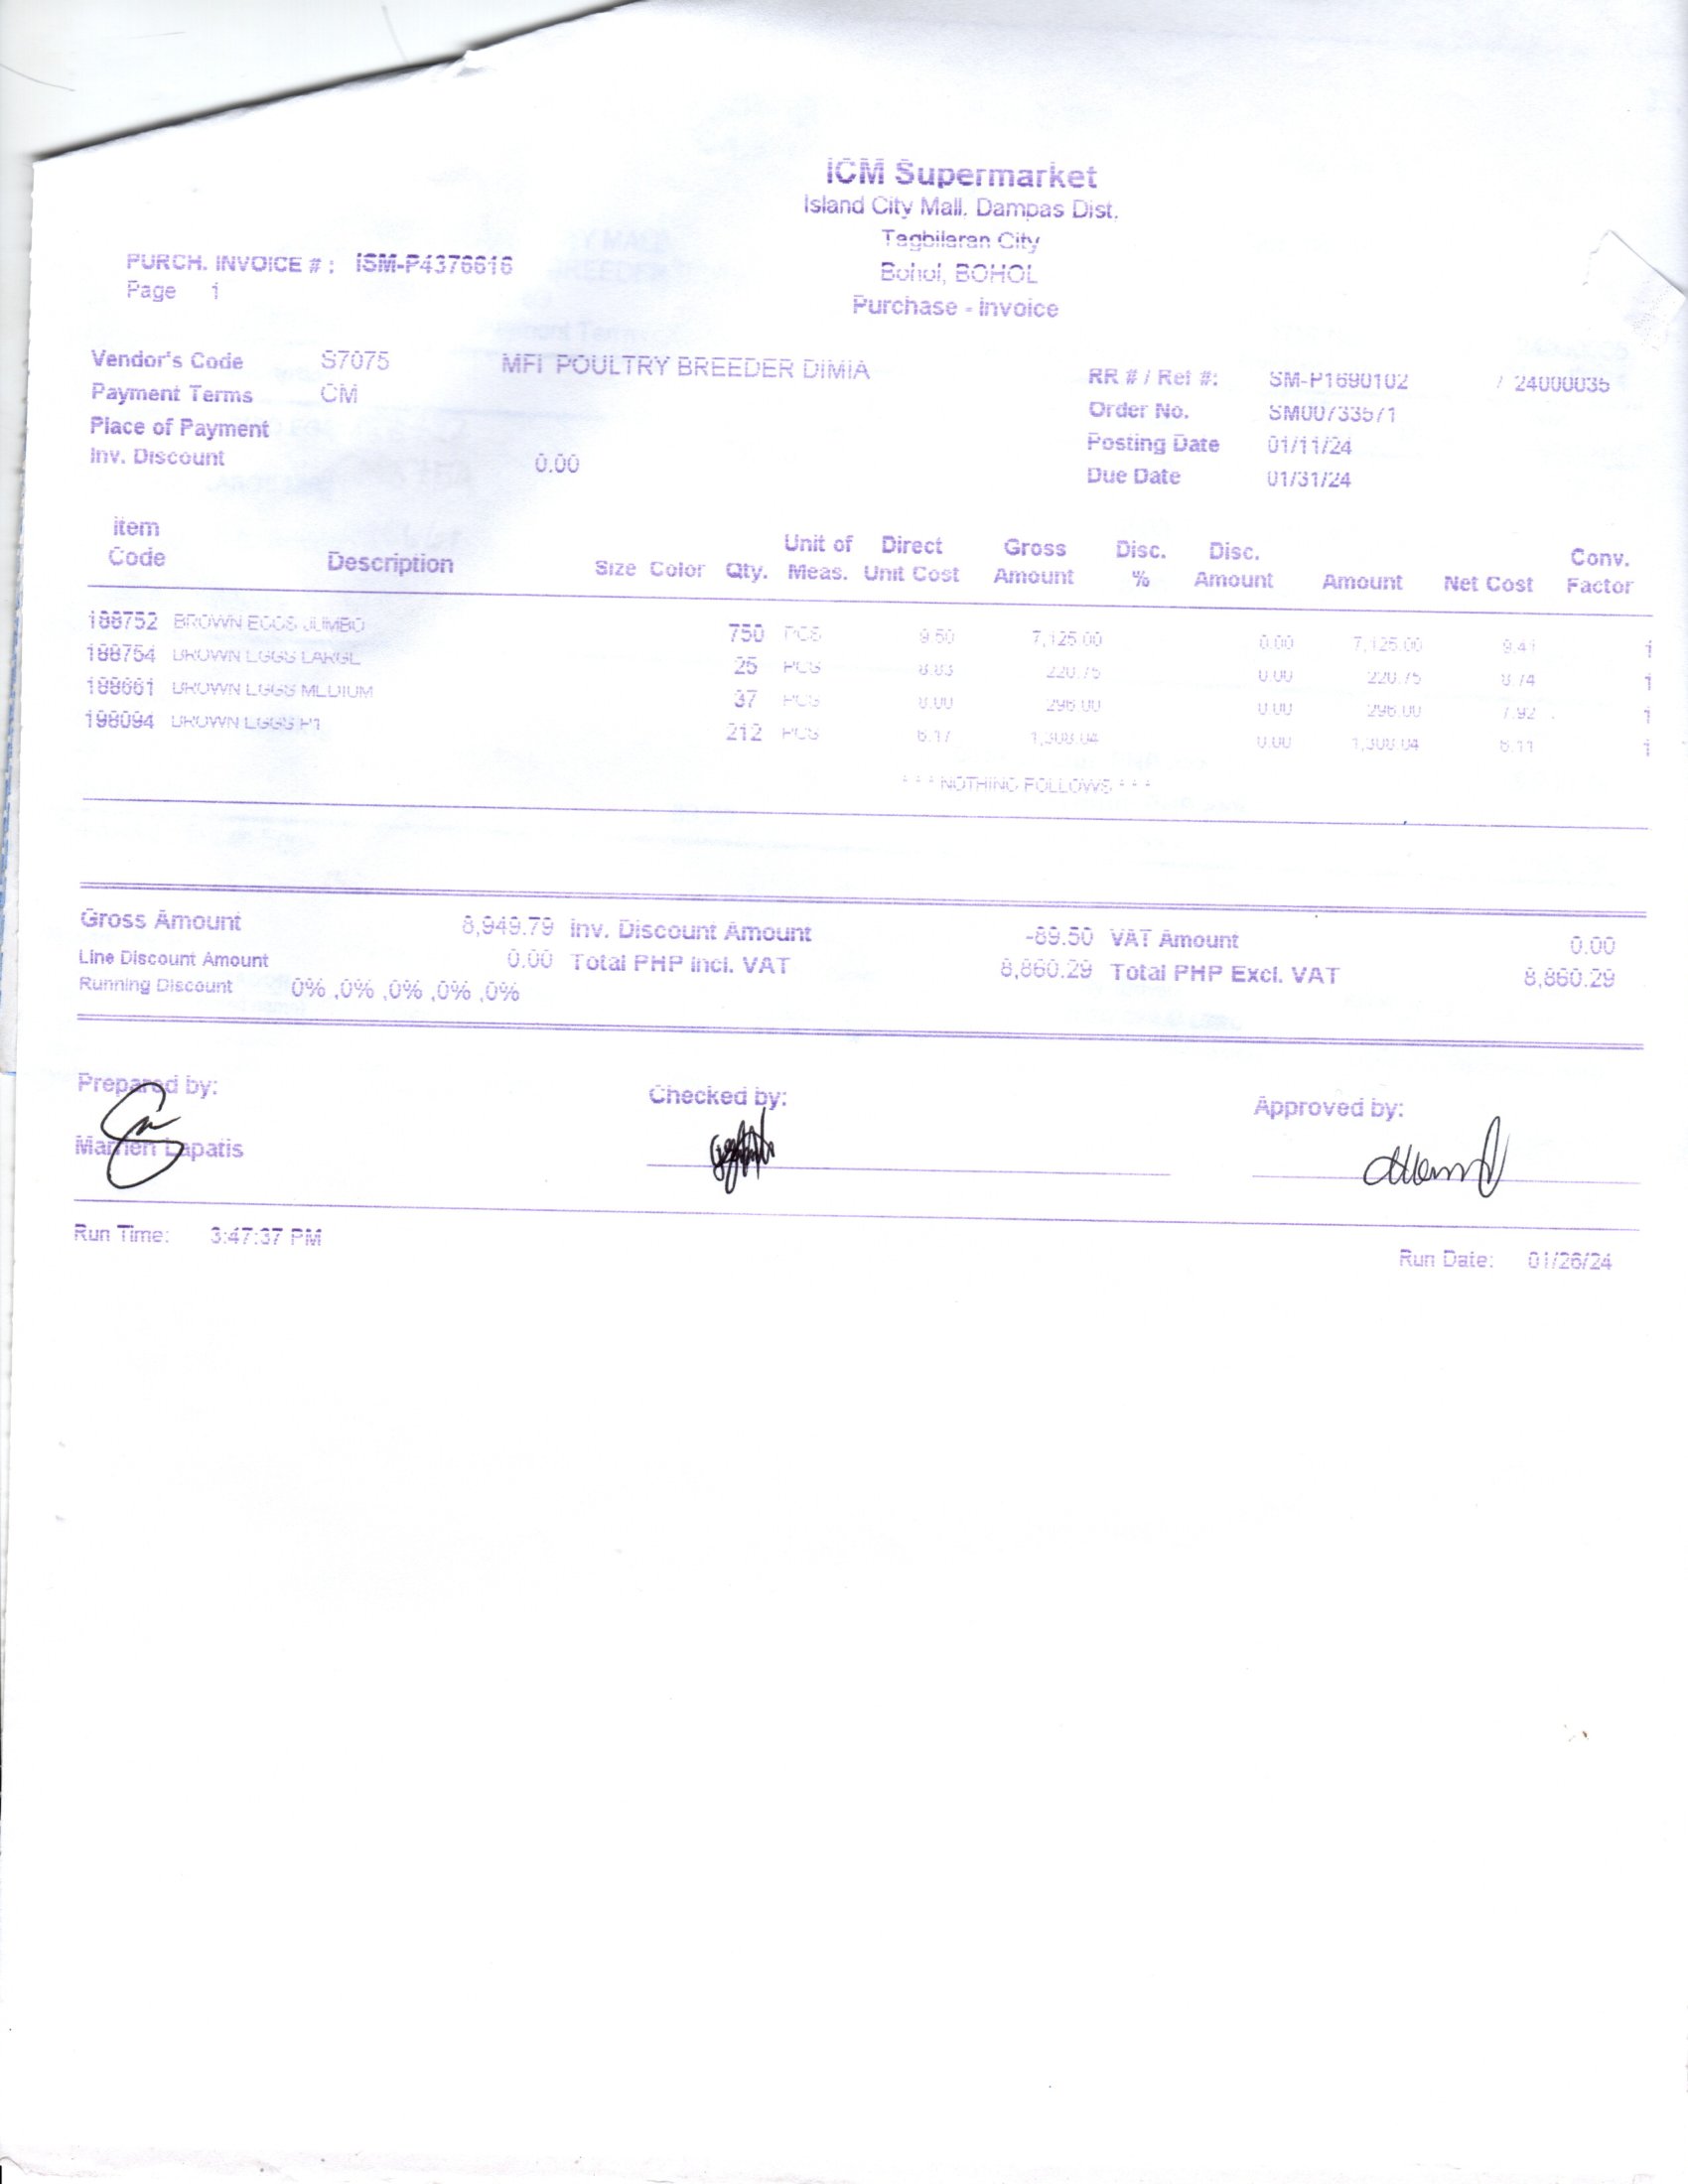 ICM Supermarket
Island City Mall, Dampas Dist.
Tagbilaran City
Bohol, BOHOL
Purchase - Invoice
PURCH. INVOICE # : ISM-P4376616
Page 1
Vendor's Code S7075 MFI POULTRY BREEDER DIMIA
Payment Terms CM
Place of Payment
Inv. Discount 0.00
RR # / Ref #: SM-P1690102 / 24000035
Order No. SM00733571
Posting Date 01/11/24
Due Date 01/31/24
Item Code Description Size Color Qty. Unit of Meas. Direct Unit Cost Gross Amount Disc. % Disc. Amount Amount Net Cost Conv. Factor
188752 BROWN EGGS JUMBO 750 PCS 9.50 7,125.00 0.00 7,125.00 9.41 1
188754 BROWN EGGS LARGE 25 PCS 8.83 220.75 0.00 220.75 8.74 1
188661 BROWN EGGS MEDIUM 37 PCS 8.00 296.00 0.00 296.00 7.92 1
198094 BROWN EGGS P1 212 PCS 6.17 1,308.04 0.00 1,308.04 6.11 1
* * * NOTHING FOLLOWS * * *
Gross Amount 8,949.79 Inv. Discount Amount -89.50 VAT Amount 0.00
Line Discount Amount 0.00 Total PHP Incl. VAT 8,860.29 Total PHP Excl. VAT 8,860.29
Running Discount 0% ,0% ,0% ,0% ,0%
Prepared by: Checked by: Approved by:
Lapatis
Run Time: 3:47:37 PM Run Date: 01/26/24